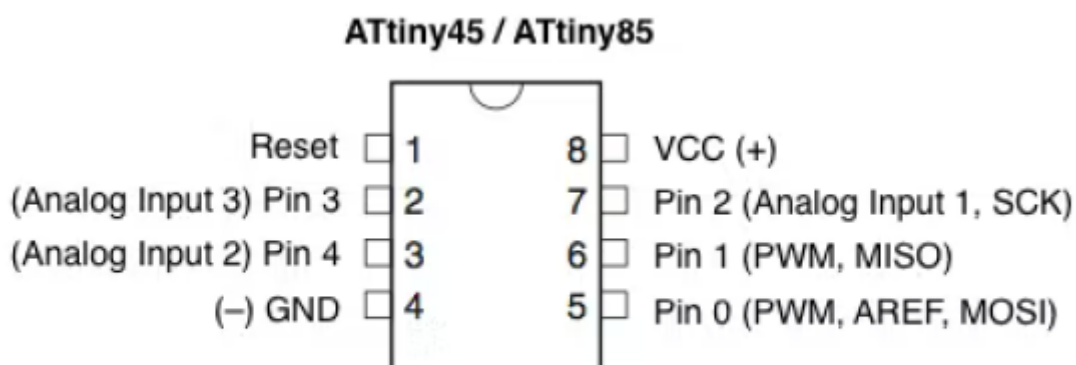 ATtiny45 / ATtiny85
Reset 1 8 VCC (+)
(Analog Input 3) Pin 3 2 7 Pin 2 (Analog Input 1, SCK)
(Analog Input 2) Pin 4 3 6 Pin 1 (PWM, MISO)
(–) GND 4 5 Pin 0 (PWM, AREF, MOSI)